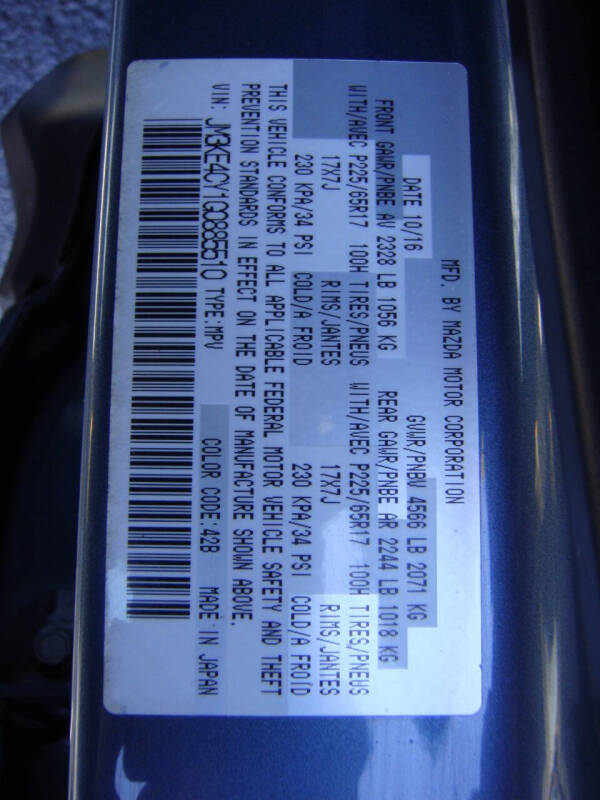 MFD. BY MAZDA MOTOR CORPORATION
DATE 10/16 GVWR/PNBV 4566 LB 2071 KG
FRONT GAWR/PNBE AV 2328 LB 1056 KG REAR GAWR/PNBE AR 2244 LB 1018 KG
WITH/AVEC P225/65R17 100H TIRES/PNEUS WITH/AVEC P225/65R17 100H TIRES/PNEUS
17X7J RIMS/JANTES 17X7J RIMS/JANTES
230 KPA/34 PSI COLD/A FROID 230 KPA/34 PSI COLD/A FROID
THIS VEHICLE CONFORMS TO ALL APPLICABLE FEDERAL MOTOR VEHICLE SAFETY AND THEFT
PREVENTION STANDARDS IN EFFECT ON THE DATE OF MANUFACTURE SHOWN ABOVE.
VIN: JM3KE4CY1G0885510 TYPE:MPV COLOR CODE:42B MADE IN JAPAN